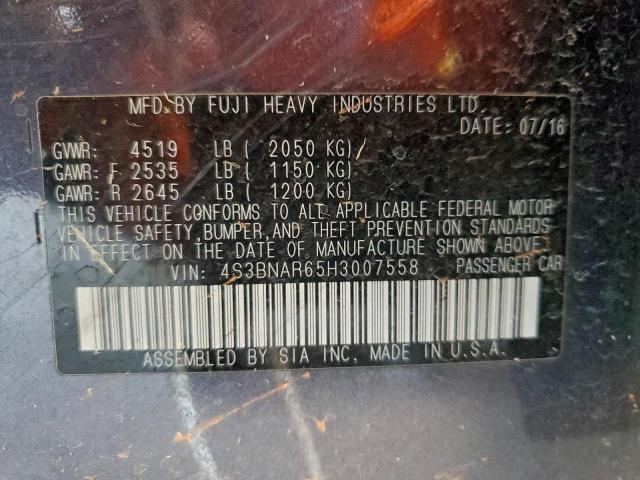 MFD.BY FUJI HEAVY INDUSTRIES LTD.
DATE: 07/16
GVWR: 4519 LB ( 2050 KG)
GAWR: F 2535 LB ( 1150 KG)
GAWR: R 2645 LB ( 1200 KG)
THIS VEHICLE CONFORMS TO ALL APPLICABLE FEDERAL MOTOR
VEHICLE SAFETY, BUMPER, AND THEFT PREVENTION STANDARDS
IN EFFECT ON THE DATE OF MANUFACTURE SHOWN ABOVE.
VIN: 4S3BNAR65H3007558 PASSENGER CAR
ASSEMBLED BY SIA INC. MADE IN U.S.A.